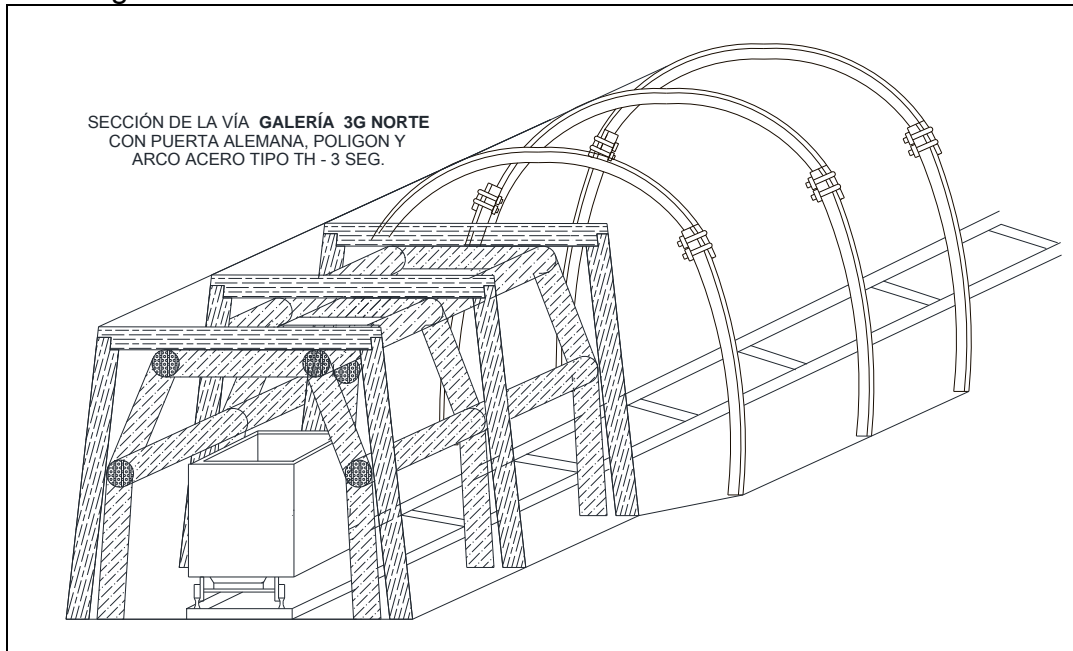 SECCIÓN DE LA VÍA GALERÍA 3G NORTE
CON PUERTA ALEMANA, POLIGON Y
ARCO ACERO TIPO TH - 3 SEG.